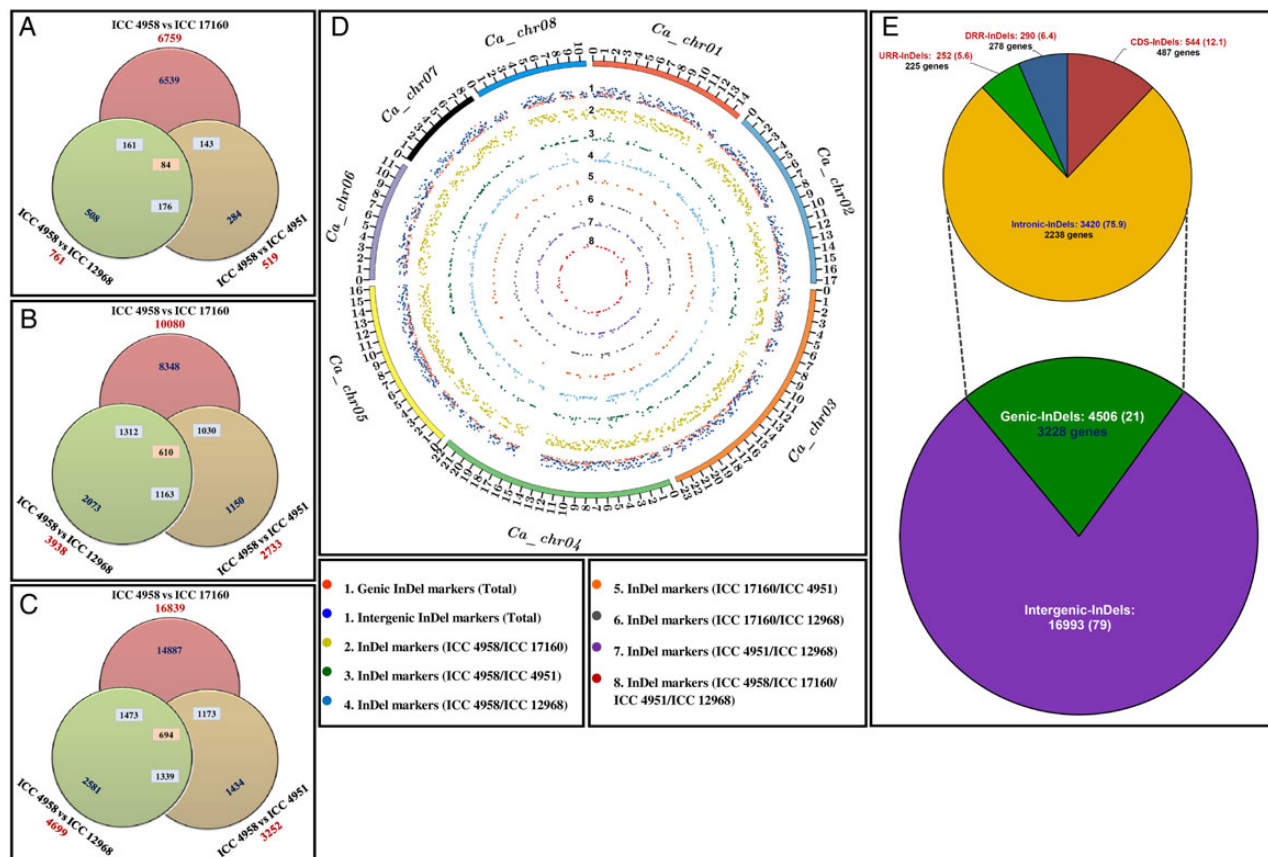 A
ICC 4958 vs ICC 17160
6759
6539
161
143
84
176
508
284
ICC 4958 vs ICC 12968
761
ICC 4958 vs ICC 4951
519
B
ICC 4958 vs ICC 17160
10080
8348
1312
1030
610
1163
2073
1150
ICC 4958 vs ICC 12968
3938
ICC 4958 vs ICC 4951
2733
C
ICC 4958 vs ICC 17160
16839
14887
1473
1173
694
1339
2581
1434
ICC 4958 vs ICC 12968
4699
ICC 4958 vs ICC 4951
3252
D
Ca_chr08
Ca_chr01
Ca_chr07
Ca_chr02
Ca_chr06
Ca_chr03
Ca_chr05
Ca_chr04
1
2
3
4
5
6
7
8
1. Genic InDel markers (Total)
1. Intergenic InDel markers (Total)
2. InDel markers (ICC 4958/ICC 17160)
3. InDel markers (ICC 4958/ICC 4951)
4. InDel markers (ICC 4958/ICC 12968)
5. InDel markers (ICC 17160/ICC 4951)
6. InDel markers (ICC 17160/ICC 12968)
7. InDel markers (ICC 4951/ICC 12968)
8. InDel markers (ICC 4958/ICC 17160/
ICC 4951/ICC 12968)
E
DRR-InDels: 290 (6.4)
278 genes
CDS-InDels: 544 (12.1)
487 genes
URR-InDels: 252 (5.6)
225 genes
Intronic-InDels: 3420 (75.9)
2238 genes
Genic-InDels: 4506 (21)
3228 genes
Intergenic-InDels:
16993 (79)